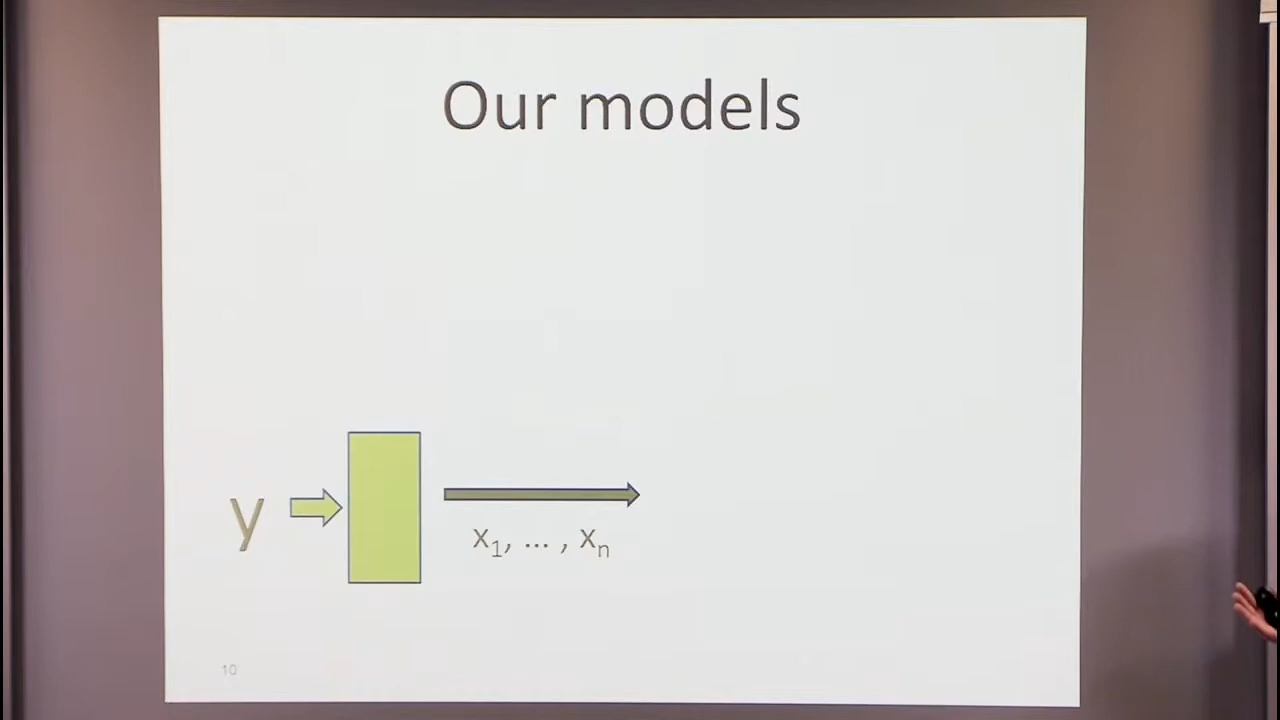 Our models
y
x₁, ... , xₙ
10